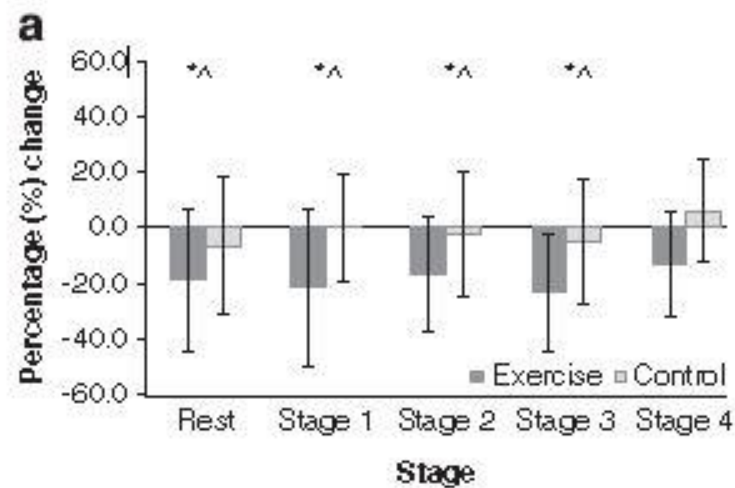 a
Percentage (%) change
60.0
*^ *^ *^ *^
40.0
20.0
0.0
-20.0
-40.0
-60.0
Exercise Control
Rest Stage 1 Stage 2 Stage 3 Stage 4
Stage